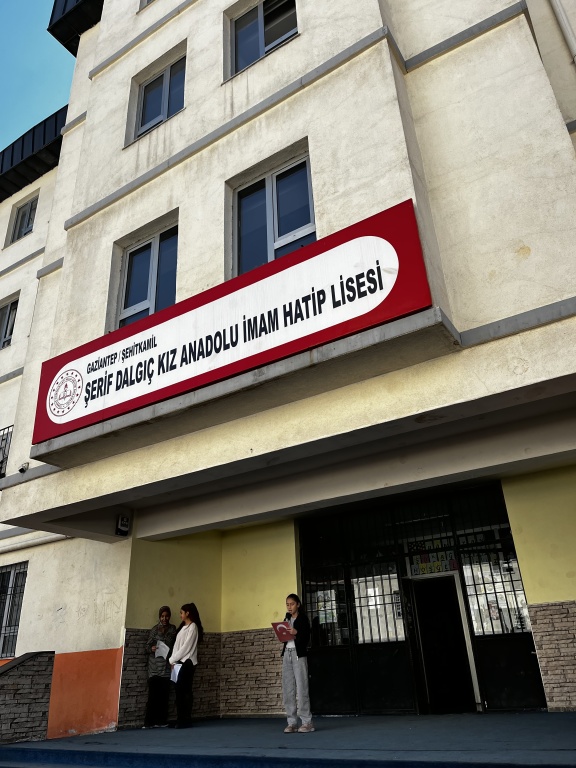 GAZİANTEP / ŞEHİTKAMİL
ŞERİF DALGIÇ KIZ ANADOLU İMAM HATİP LİSESİ